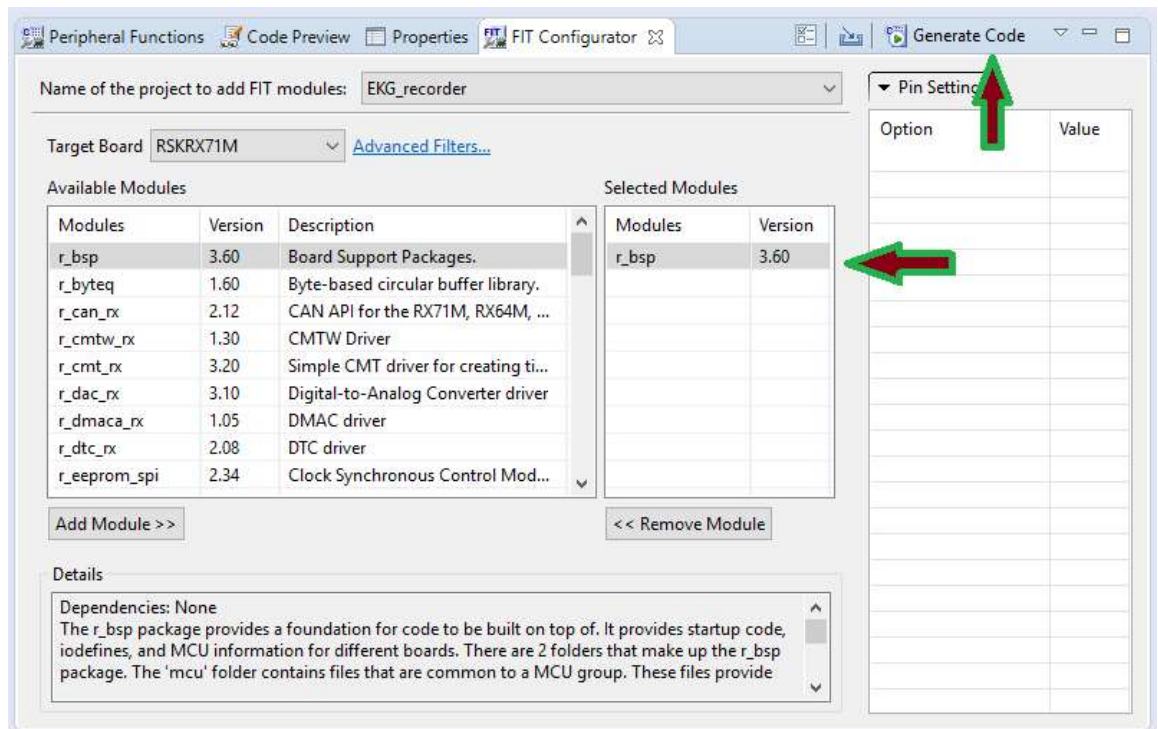 Peripheral Functions Code Preview Properties FIT Configurator Generate Code
Name of the project to add FIT modules: EKG_recorder
Pin Settin
Target Board RSKRX71M Advanced Filters...
Option Value
Available Modules Selected Modules
Modules Version Description Modules Version
r_bsp 3.60 Board Support Packages. r_bsp 3.60
r_byteq 1.60 Byte-based circular buffer library.
r_can_rx 2.12 CAN API for the RX71M, RX64M, ...
r_cmtw_rx 1.30 CMTW Driver
r_cmt_rx 3.20 Simple CMT driver for creating ti...
r_dac_rx 3.10 Digital-to-Analog Converter driver
r_dmaca_rx 1.05 DMAC driver
r_dtc_rx 2.08 DTC driver
r_eeprom_spi 2.34 Clock Synchronous Control Mod...
Add Module >> << Remove Module
Details
Dependencies: None
The r_bsp package provides a foundation for code to be built on top of. It provides startup code,
iodefines, and MCU information for different boards. There are 2 folders that make up the r_bsp
package. The 'mcu' folder contains files that are common to a MCU group. These files provide